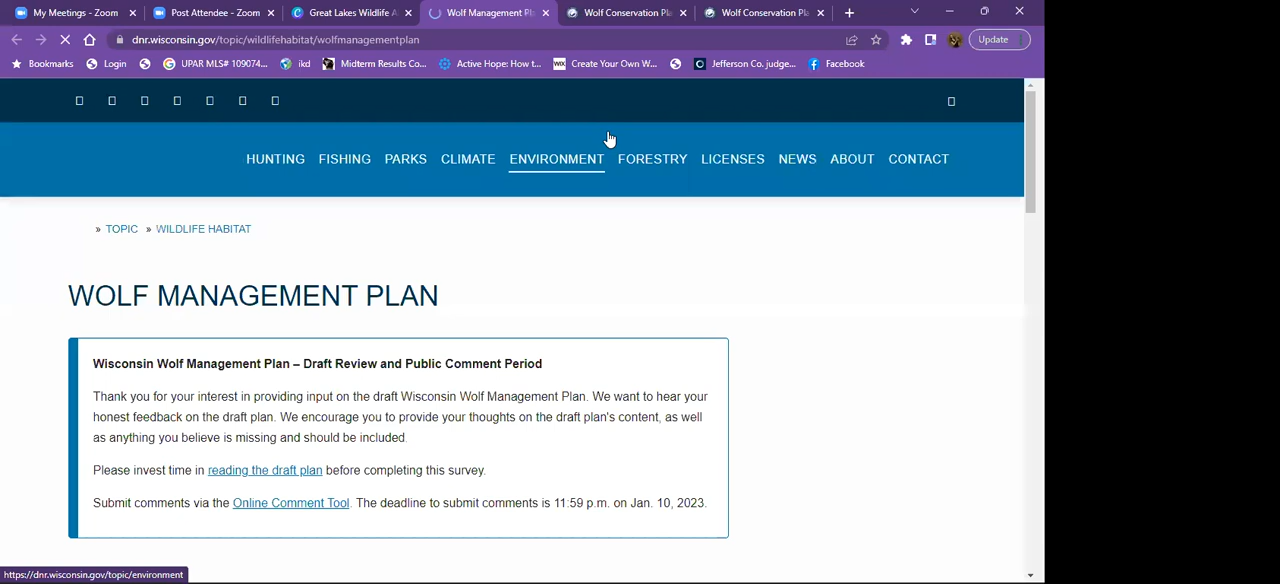 My Meetings - Zoom
Post Attendee - Zoom
Great Lakes Wildlife A
Wolf Management Pl
Wolf Conservation Pl
Wolf Conservation Pl
dnr.wisconsin.gov/topic/wildlifehabitat/wolfmanagementplan
Update
Bookmarks
Login
UPAR MLS# 109074...
ikd
Midterm Results Co...
Active Hope: How t...
WIX
Create Your Own W...
Jefferson Co. judge...
Facebook
HUNTING FISHING PARKS CLIMATE ENVIRONMENT FORESTRY LICENSES NEWS ABOUT CONTACT
» TOPIC » WILDLIFE HABITAT
WOLF MANAGEMENT PLAN
Wisconsin Wolf Management Plan – Draft Review and Public Comment Period
Thank you for your interest in providing input on the draft Wisconsin Wolf Management Plan. We want to hear your
honest feedback on the draft plan. We encourage you to provide your thoughts on the draft plan's content, as well
as anything you believe is missing and should be included.
Please invest time in reading the draft plan before completing this survey.
Submit comments via the Online Comment Tool. The deadline to submit comments is 11:59 p.m. on Jan. 10, 2023.
https://dnr.wisconsin.gov/topic/environment